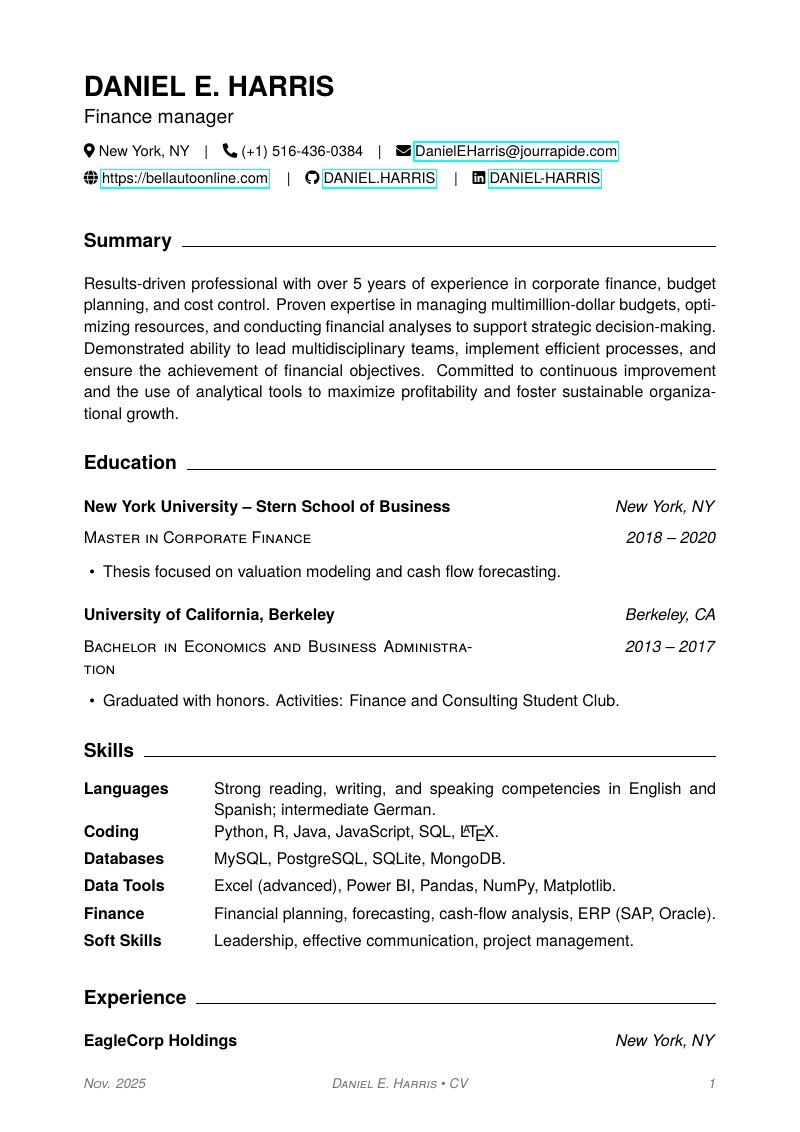 DANIEL E. HARRIS
Finance manager
New York, NY | (+1) 516-436-0384 | DanielEHarris@jourrapide.com
https://bellautoonline.com | DANIEL.HARRIS | DANIEL-HARRIS
Summary
Results-driven professional with over 5 years of experience in corporate finance, budget
planning, and cost control. Proven expertise in managing multimillion-dollar budgets, opti-
mizing resources, and conducting financial analyses to support strategic decision-making.
Demonstrated ability to lead multidisciplinary teams, implement efficient processes, and
ensure the achievement of financial objectives. Committed to continuous improvement
and the use of analytical tools to maximize profitability and foster sustainable organiza-
tional growth.
Education
New York University – Stern School of Business New York, NY
Master in Corporate Finance 2018 – 2020
• Thesis focused on valuation modeling and cash flow forecasting.
University of California, Berkeley Berkeley, CA
Bachelor in Economics and Business Administra- 2013 – 2017
tion
• Graduated with honors. Activities: Finance and Consulting Student Club.
Skills
Languages Strong reading, writing, and speaking competencies in English and
Spanish; intermediate German.
Coding Python, R, Java, JavaScript, SQL, LATEX.
Databases MySQL, PostgreSQL, SQLite, MongoDB.
Data Tools Excel (advanced), Power BI, Pandas, NumPy, Matplotlib.
Finance Financial planning, forecasting, cash-flow analysis, ERP (SAP, Oracle).
Soft Skills Leadership, effective communication, project management.
Experience
EagleCorp Holdings New York, NY
Nov. 2025 Daniel E. Harris • CV 1